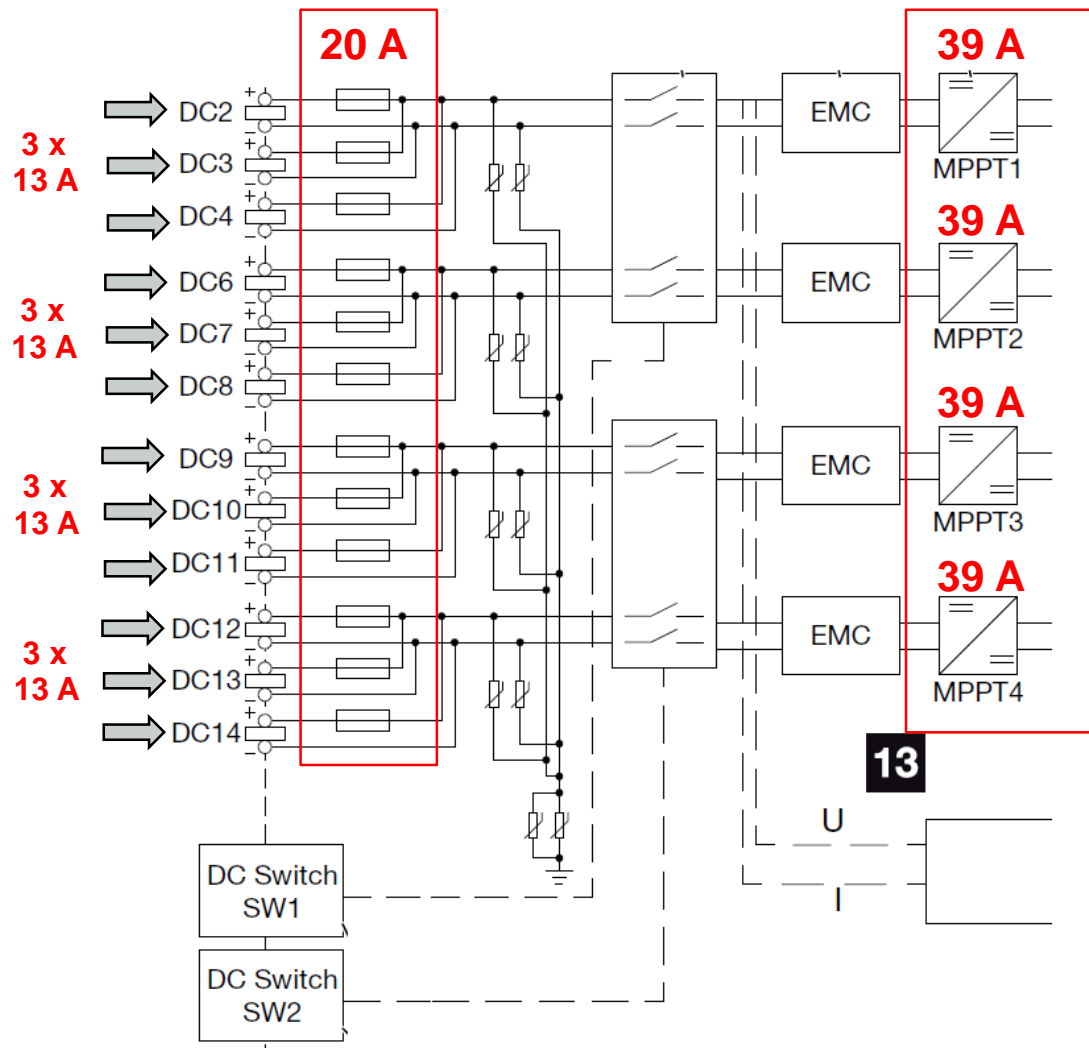 20 A
39 A
DC2
EMC
3 x
13 A
DC3
MPPT1
DC4
39 A
DC6
EMC
3 x
13 A
DC7
MPPT2
DC8
39 A
DC9
EMC
3 x
13 A
DC10
MPPT3
DC11
39 A
DC12
EMC
3 x
13 A
DC13
MPPT4
DC14
13
U
I
DC Switch
SW1
DC Switch
SW2